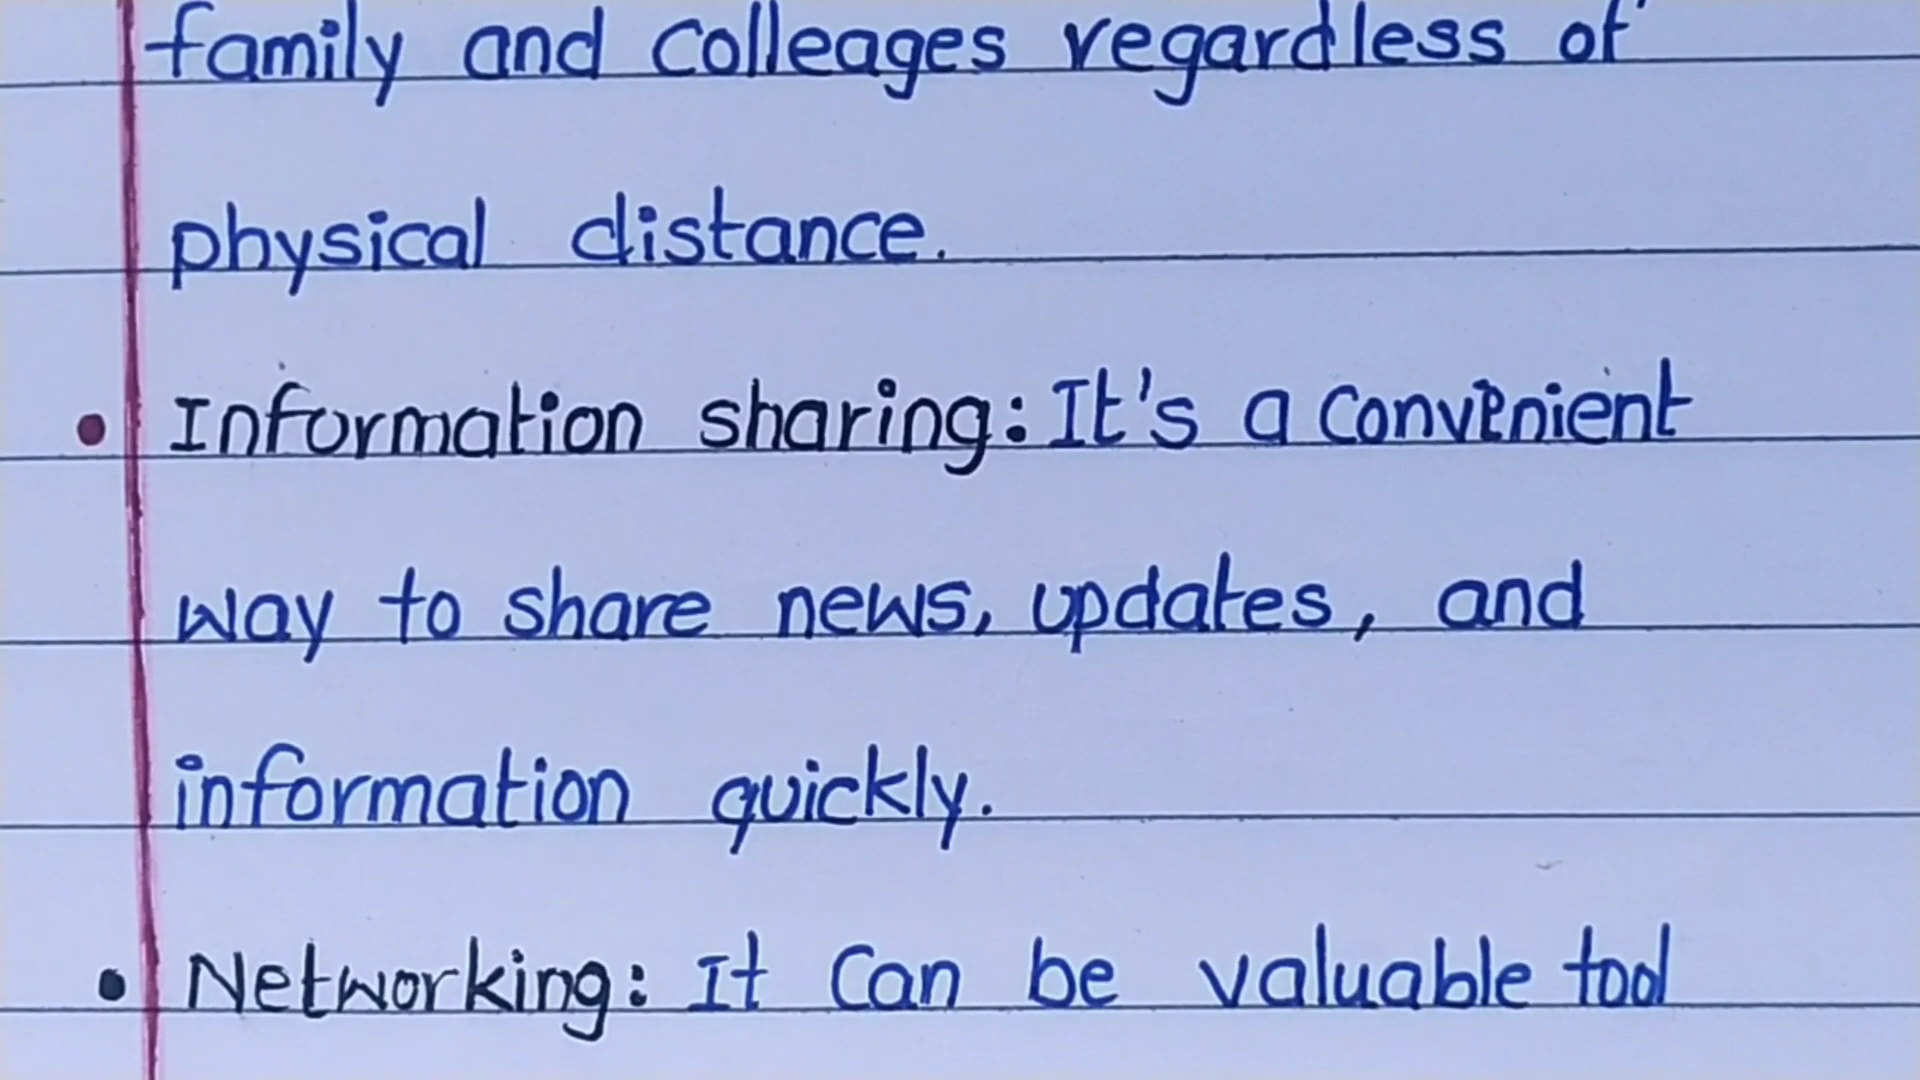 family and colleages regardless of
physical distance.
• Information sharing: It's a convenient
way to share news, updates, and
information quickly.
• Networking: It can be valuable tool